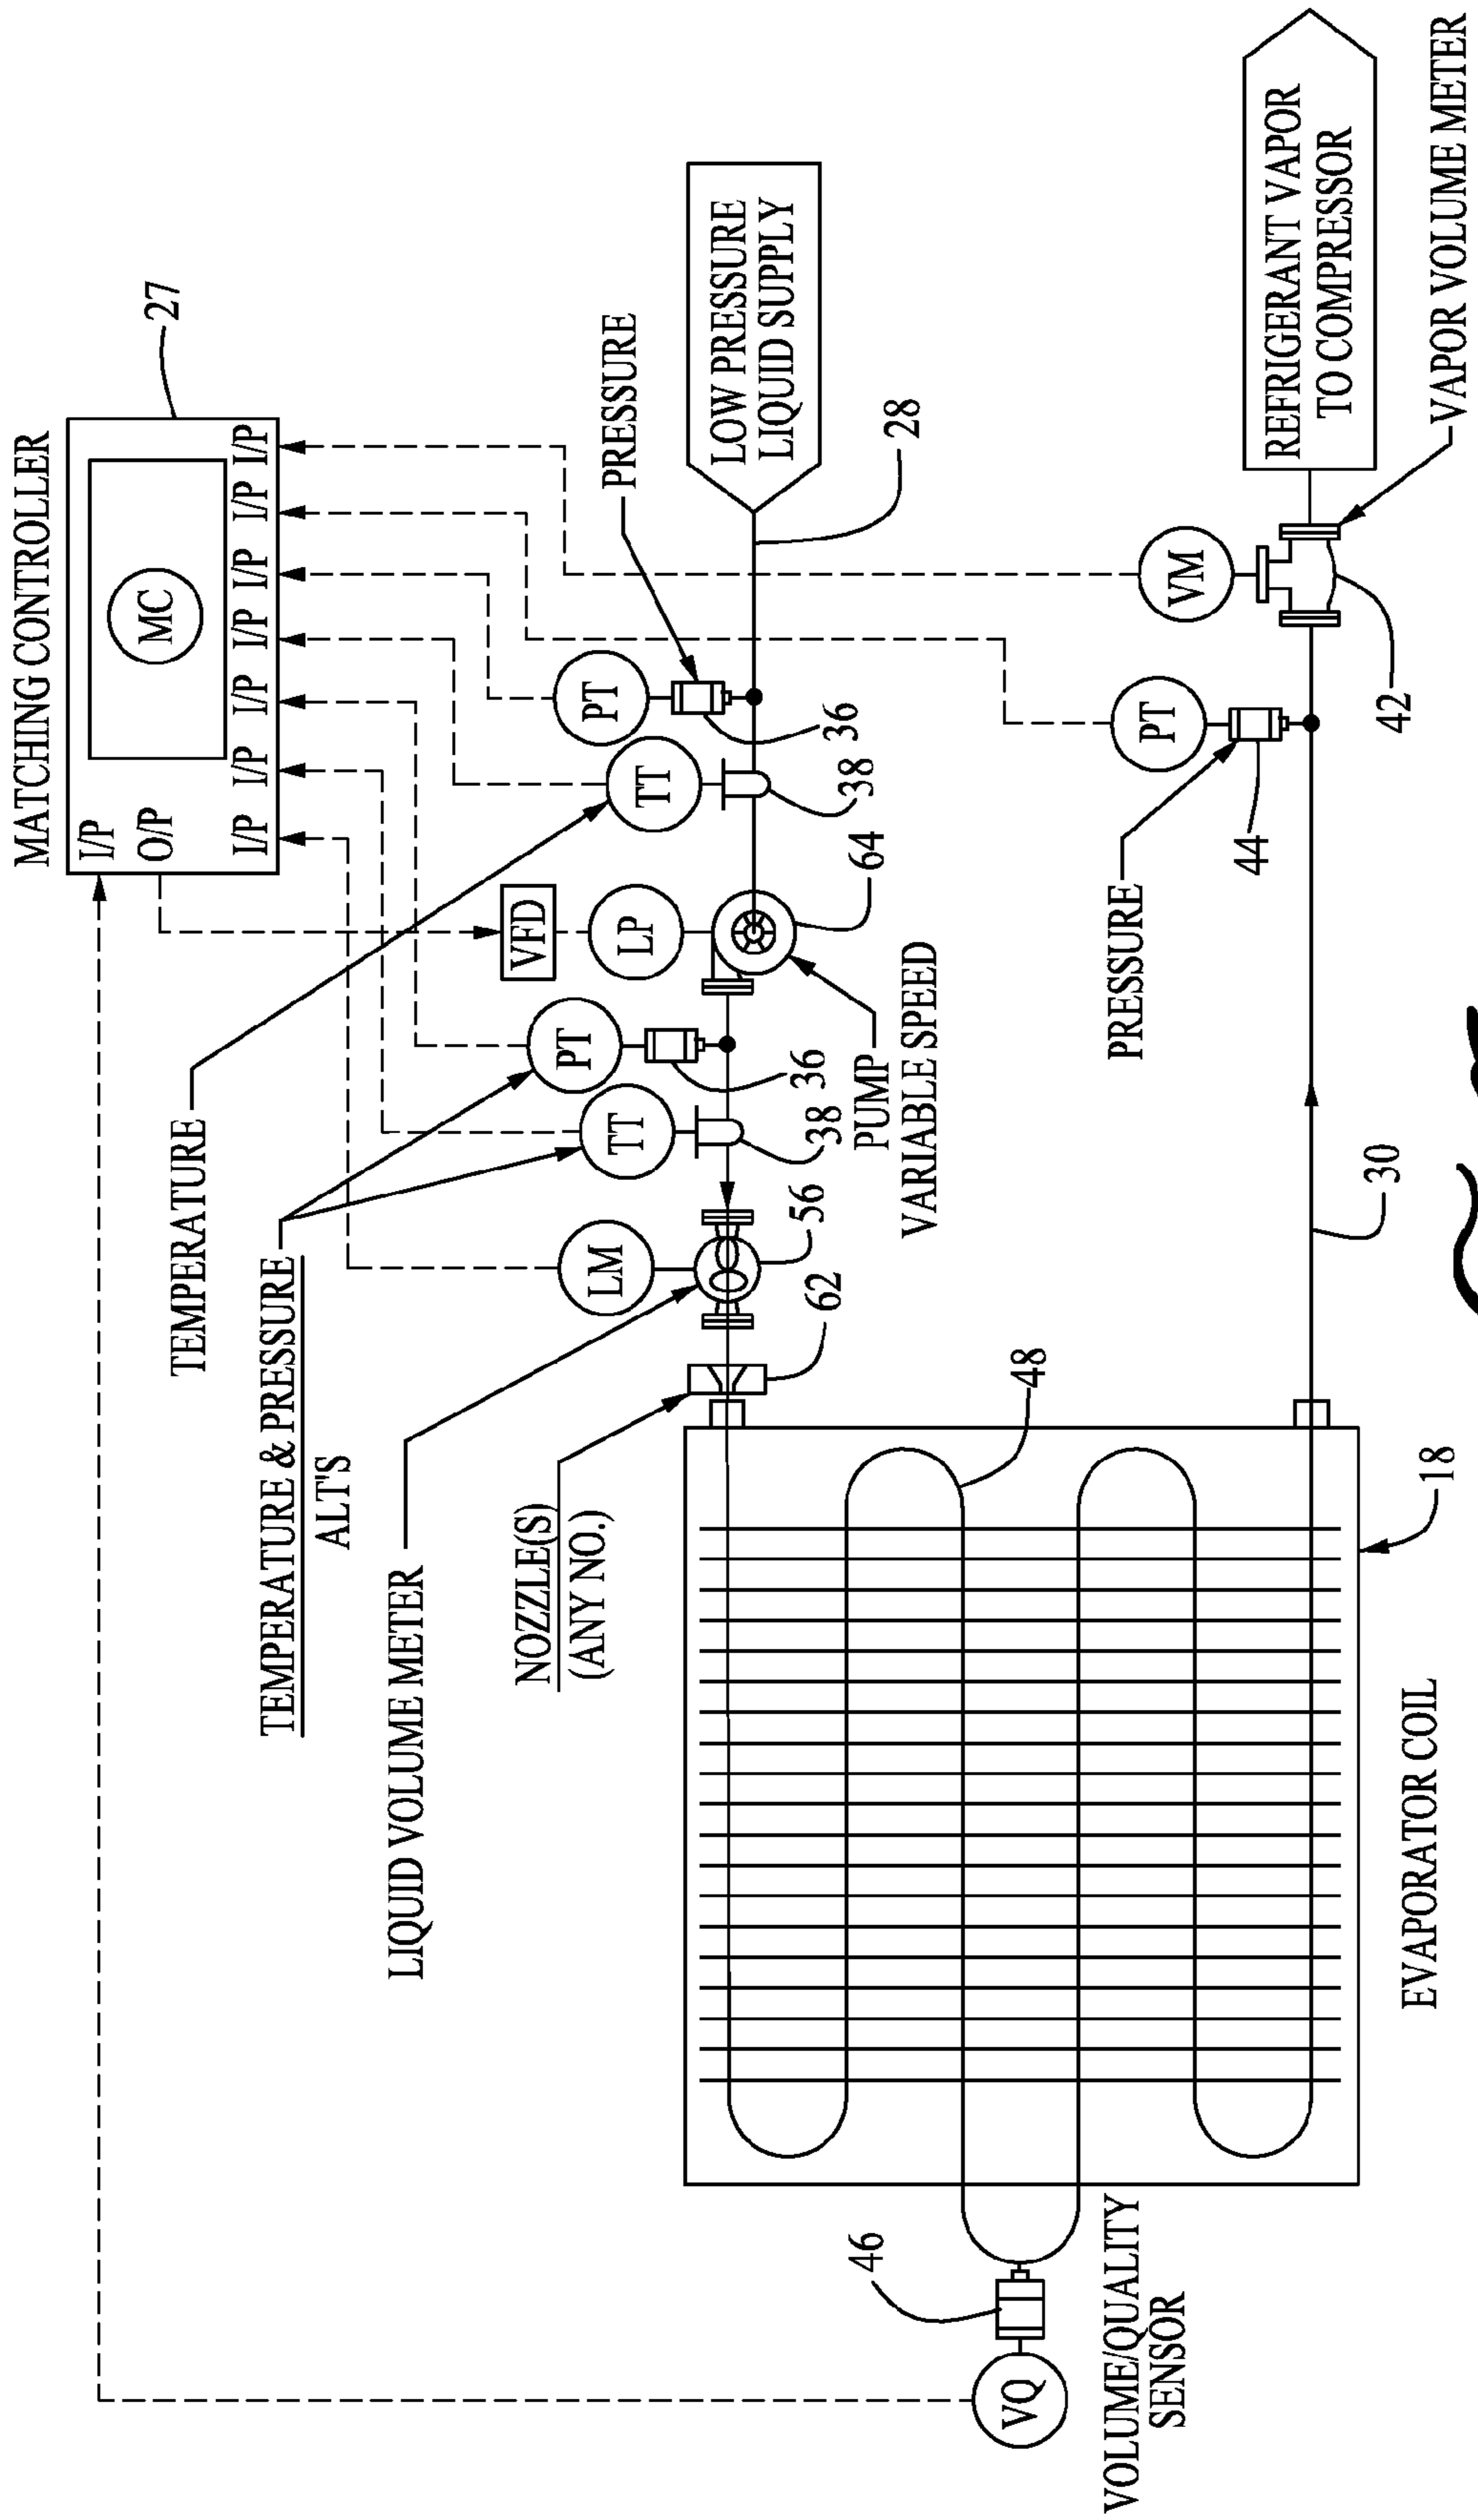 MATCHING CONTROLLER
27
MC
I/P
O/P
I/P
I/P
I/P
I/P
I/P
I/P
I/P
TEMPERATURE
TEMPERATURE & PRESSURE
ALT'S
LIQUID VOLUME METER
NOZZLE(S)
(ANY NO.)
PRESSURE
VFD
LP
LM
TT
PT
TT
PT
LOW PRESSURE
LIQUID SUPPLY
28
36
38
64
36
38
56
62
PUMP
VARIABLE SPEED
48
46
VQ
VOLUME/QUALITY
SENSOR
PRESSURE
PT
44
VM
42
REFRIGERANT VAPOR
TO COMPRESSOR
VAPOR VOLUME METER
30
18
EVAPORATOR COIL